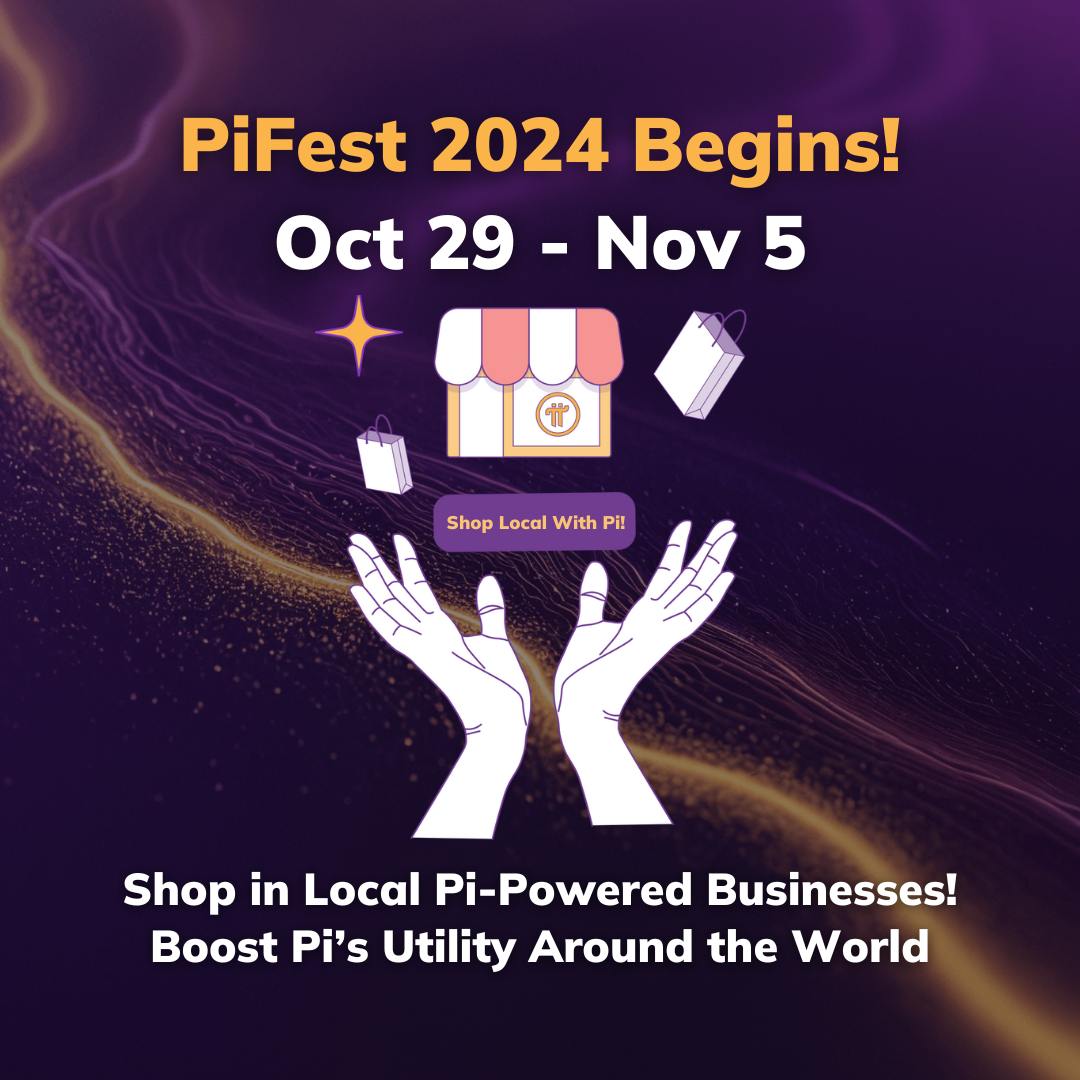 PiFest 2024 Begins!
Oct 29 - Nov 5
Shop Local With Pi!
Shop in Local Pi-Powered Businesses!
Boost Pi’s Utility Around the World